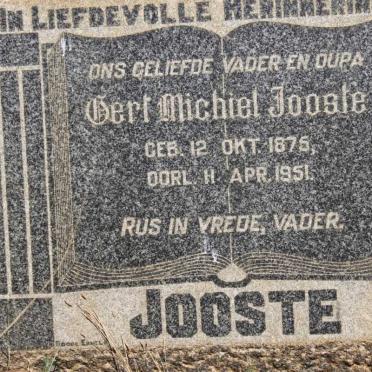 IN LIEFDEVOLLE HERINNERING
ONS GELIEFDE VADER EN OUPA
Gert Michiel Jooste
GEB. 12 OKT. 1875,
OORL. 11 APR. 1951.
RUS IN VREDE, VADER.
JOOSTE